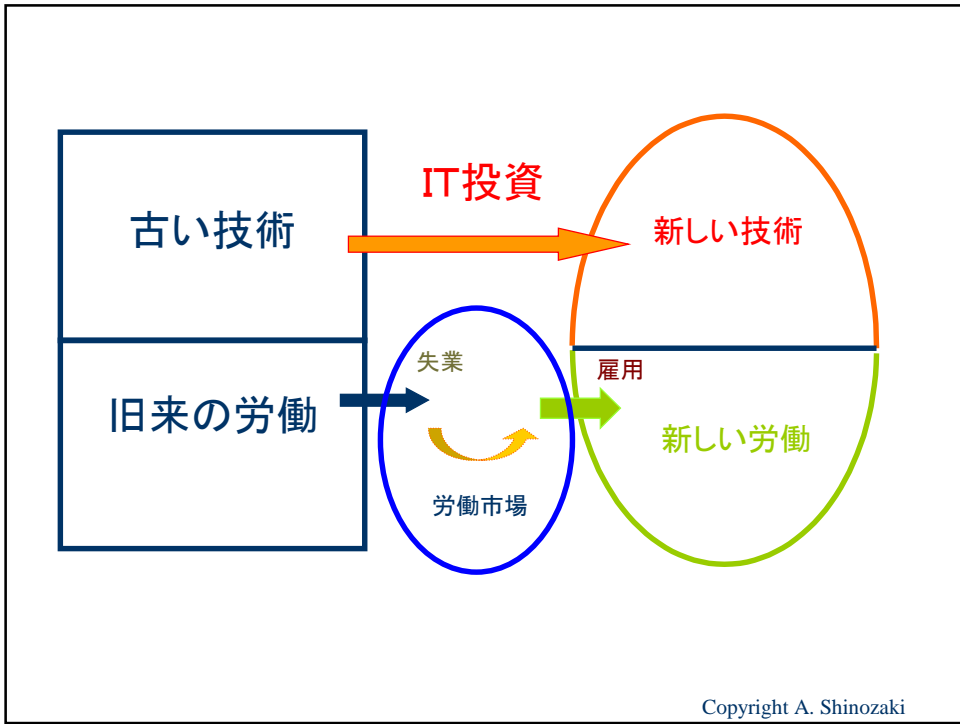 IT投資
古い技術
新しい技術
失業
雇用
旧来の労働
新しい労働
労働市場
Copyright A. Shinozaki